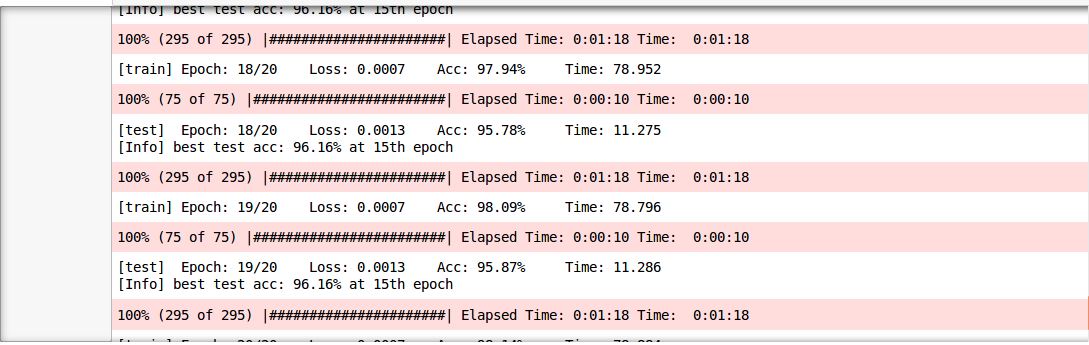 [Info] best test acc: 96.16% at 15th epoch
100% (295 of 295) |######################| Elapsed Time: 0:01:18 Time:  0:01:18
[train] Epoch: 18/20    Loss: 0.0007    Acc: 97.94%     Time: 78.952
100% (75 of 75) |########################| Elapsed Time: 0:00:10 Time:  0:00:10
[test]  Epoch: 18/20    Loss: 0.0013    Acc: 95.78%     Time: 11.275
[Info] best test acc: 96.16% at 15th epoch
100% (295 of 295) |######################| Elapsed Time: 0:01:18 Time:  0:01:18
[train] Epoch: 19/20    Loss: 0.0007    Acc: 98.09%     Time: 78.796
100% (75 of 75) |########################| Elapsed Time: 0:00:10 Time:  0:00:10
[test]  Epoch: 19/20    Loss: 0.0013    Acc: 95.87%     Time: 11.286
[Info] best test acc: 96.16% at 15th epoch
100% (295 of 295) |######################| Elapsed Time: 0:01:18 Time:  0:01:18